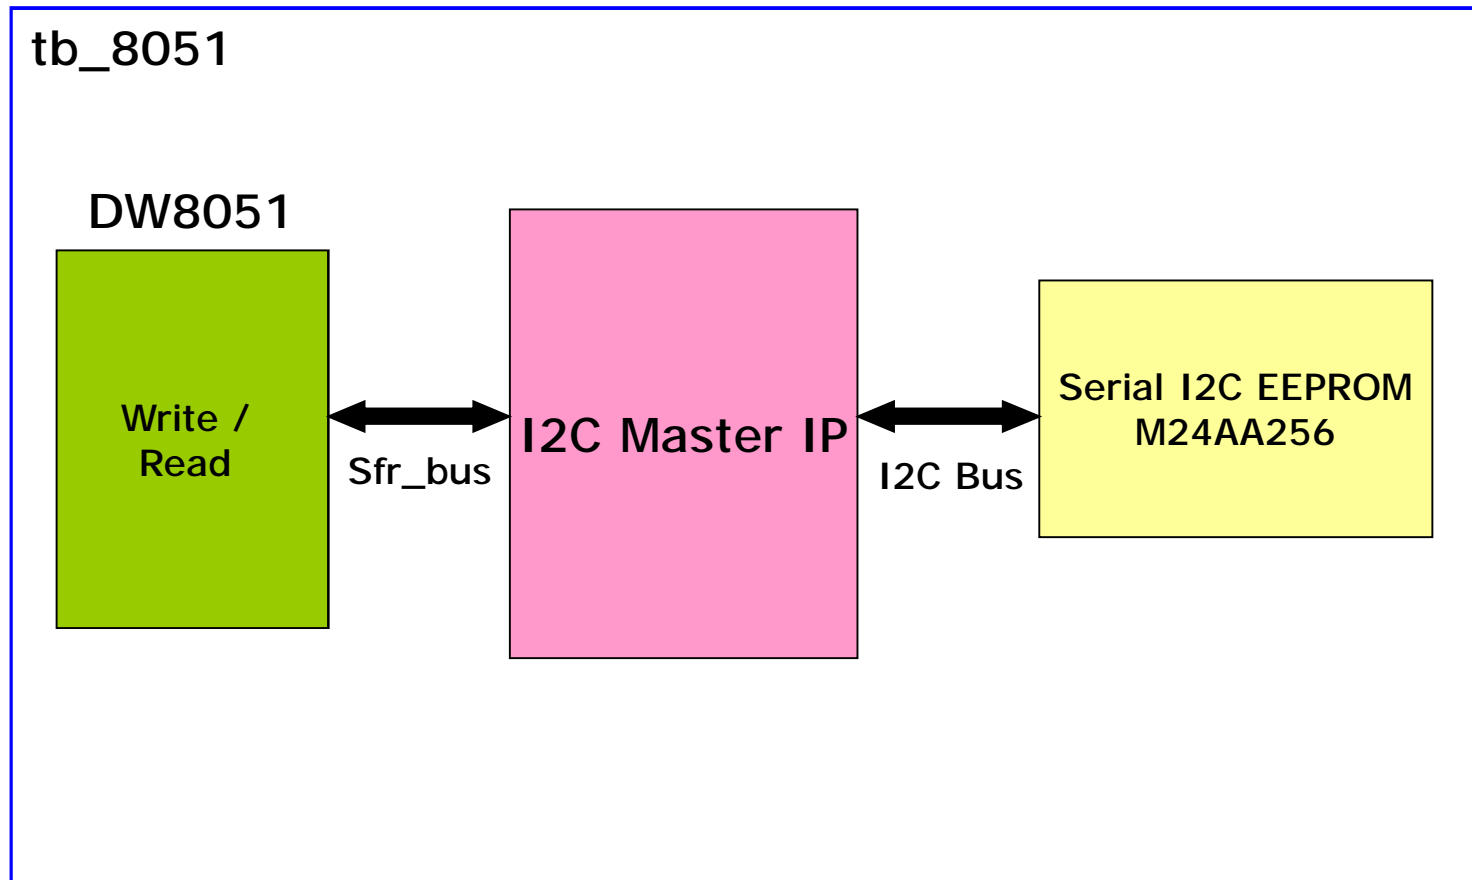 tb_8051
DW8051
Write /
Read
Sfr_bus
I2C Master IP
I2C Bus
Serial I2C EEPROM
M24AA256